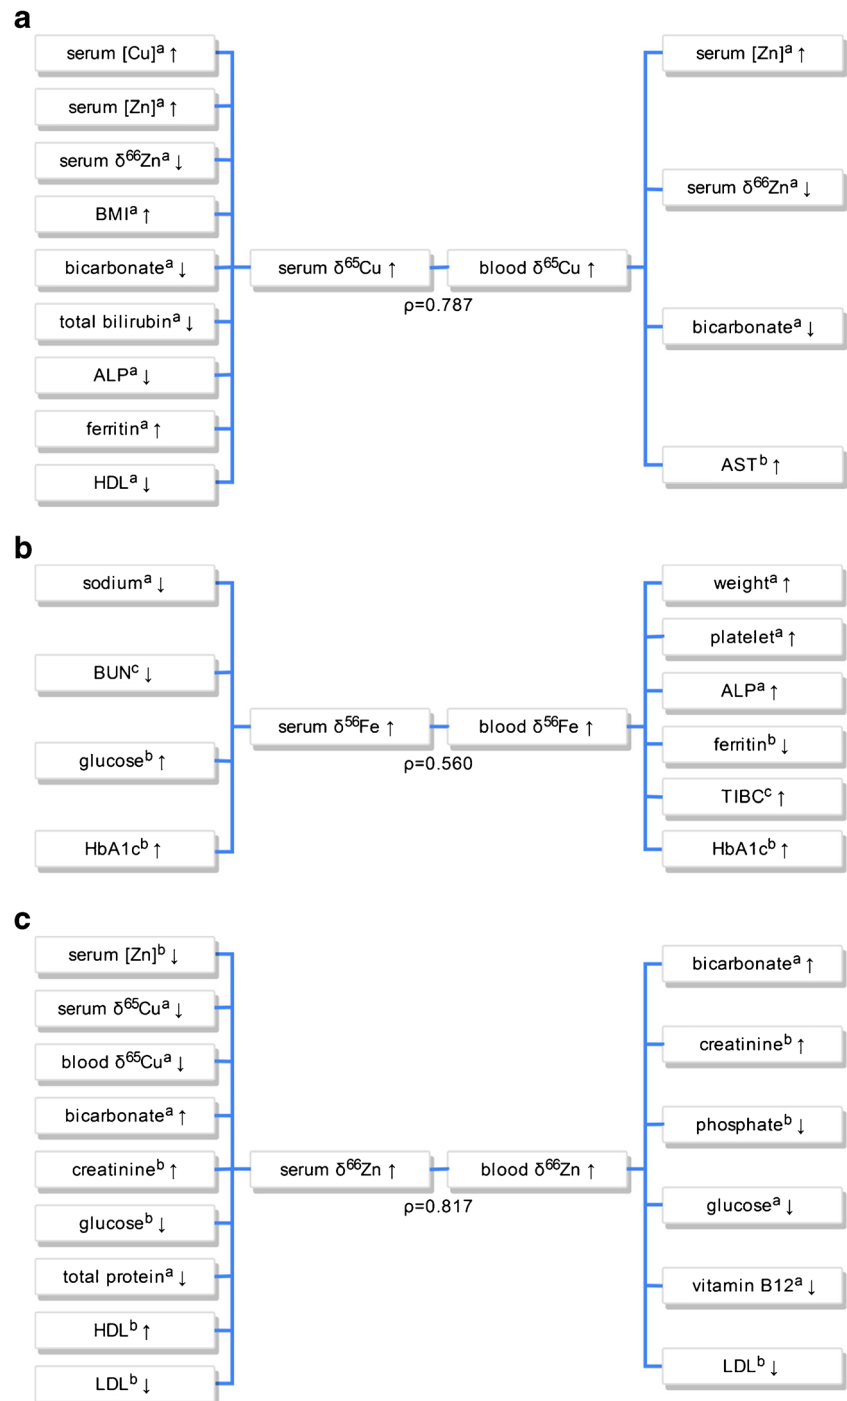 a
serum [Cu]ᵃ ↑
serum [Zn]ᵃ ↑
serum δ⁶⁶Znᵃ ↓
BMIᵃ ↑
bicarbonateᵃ ↓
total bilirubinᵃ ↓
ALPᵃ ↓
ferritinᵃ ↑
HDLᵃ ↓
serum δ⁶⁵Cu ↑
blood δ⁶⁵Cu ↑
ρ=0.787
serum [Zn]ᵃ ↑
serum δ⁶⁶Znᵃ ↓
bicarbonateᵃ ↓
ASTᵇ ↑
b
sodiumᵃ ↓
BUNᶜ ↓
glucoseᵇ ↑
HbA1cᵇ ↑
serum δ⁵⁶Fe ↑
blood δ⁵⁶Fe ↑
ρ=0.560
weightᵃ ↑
plateletᵃ ↑
ALPᵃ ↑
ferritinᵇ ↓
TIBCᶜ ↑
HbA1cᵇ ↑
c
serum [Zn]ᵇ ↓
serum δ⁶⁵Cuᵃ ↓
blood δ⁶⁵Cuᵃ ↓
bicarbonateᵃ ↑
creatinineᵇ ↑
glucoseᵇ ↓
total proteinᵃ ↓
HDLᵇ ↑
LDLᵇ ↓
serum δ⁶⁶Zn ↑
blood δ⁶⁶Zn ↑
ρ=0.817
bicarbonateᵃ ↑
creatinineᵇ ↑
phosphateᵇ ↓
glucoseᵃ ↓
vitamin B12ᵃ ↓
LDLᵇ ↓